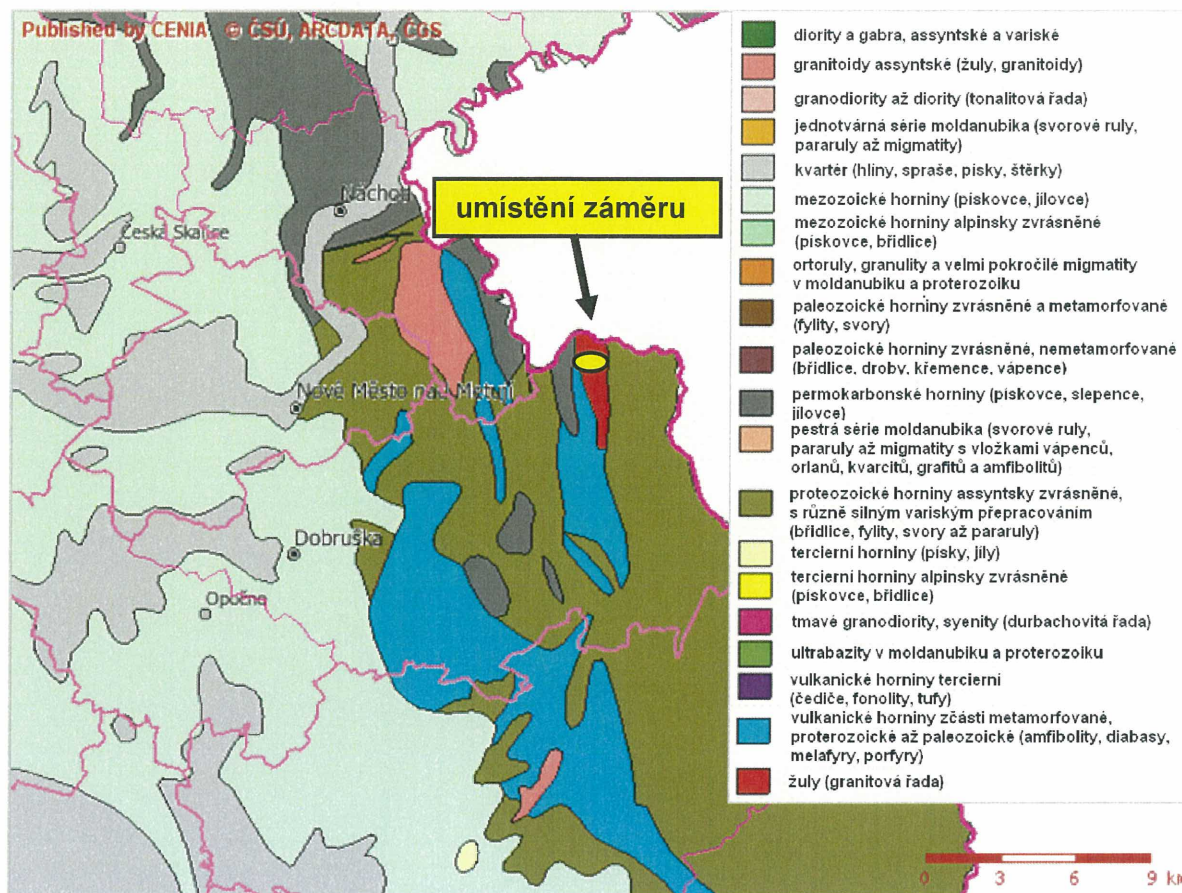 Published by CENIA © ČSÚ, ARCDATA, ČGS
Náchod
Česká Skalice
umístění záměru
Nové Město nad Metují
Dobruška
Opočno
diority a gabra, assyntské a variské
granitoidy assyntské (žuly, granitoidy)
granodiority až diority (tonalitová řada)
jednotvárná série moldanubika (svorové ruly,
pararuly až migmatity)
kvartér (hlíny, spraše, písky, štěrky)
mezozoické horniny (pískovce, jílovce)
mezozoické horniny alpinsky zvrásněné
(pískovce, břidlice)
ortoruly, granulity a velmi pokročilé migmatity
v moldanubiku a proterozoiku
paleozoické horniny zvrásněné a metamorfované
(fylity, svory)
paleozoické horniny zvrásněné, nemetamorfované
(břidlice, droby, křemence, vápence)
permokarbonské horniny (pískovce, slepence,
jílovce)
pestrá série moldanubika (svorové ruly,
pararuly až migmatity s vložkami vápenců,
orlanů, kvarcitů, grafitů a amfibolitů)
proteozoické horniny assyntsky zvrásněné,
s různě silným variským přepracováním
(břidlice, fylity, svory až pararuly)
tercierní horniny (písky, jíly)
tercierní horniny alpinsky zvrásněné
(pískovce, břidlice)
tmavé granodiority, syenity (durbachovitá řada)
ultrabazity v moldanubiku a proterozoiku
vulkanické horniny tercierní
(čediče, fonolity, tufy)
vulkanické horniny zčásti metamorfované,
proterozoické až paleozoické (amfibolity, diabasy,
melafyry, porfyry)
žuly (granitová řada)
0 3 6 9 km